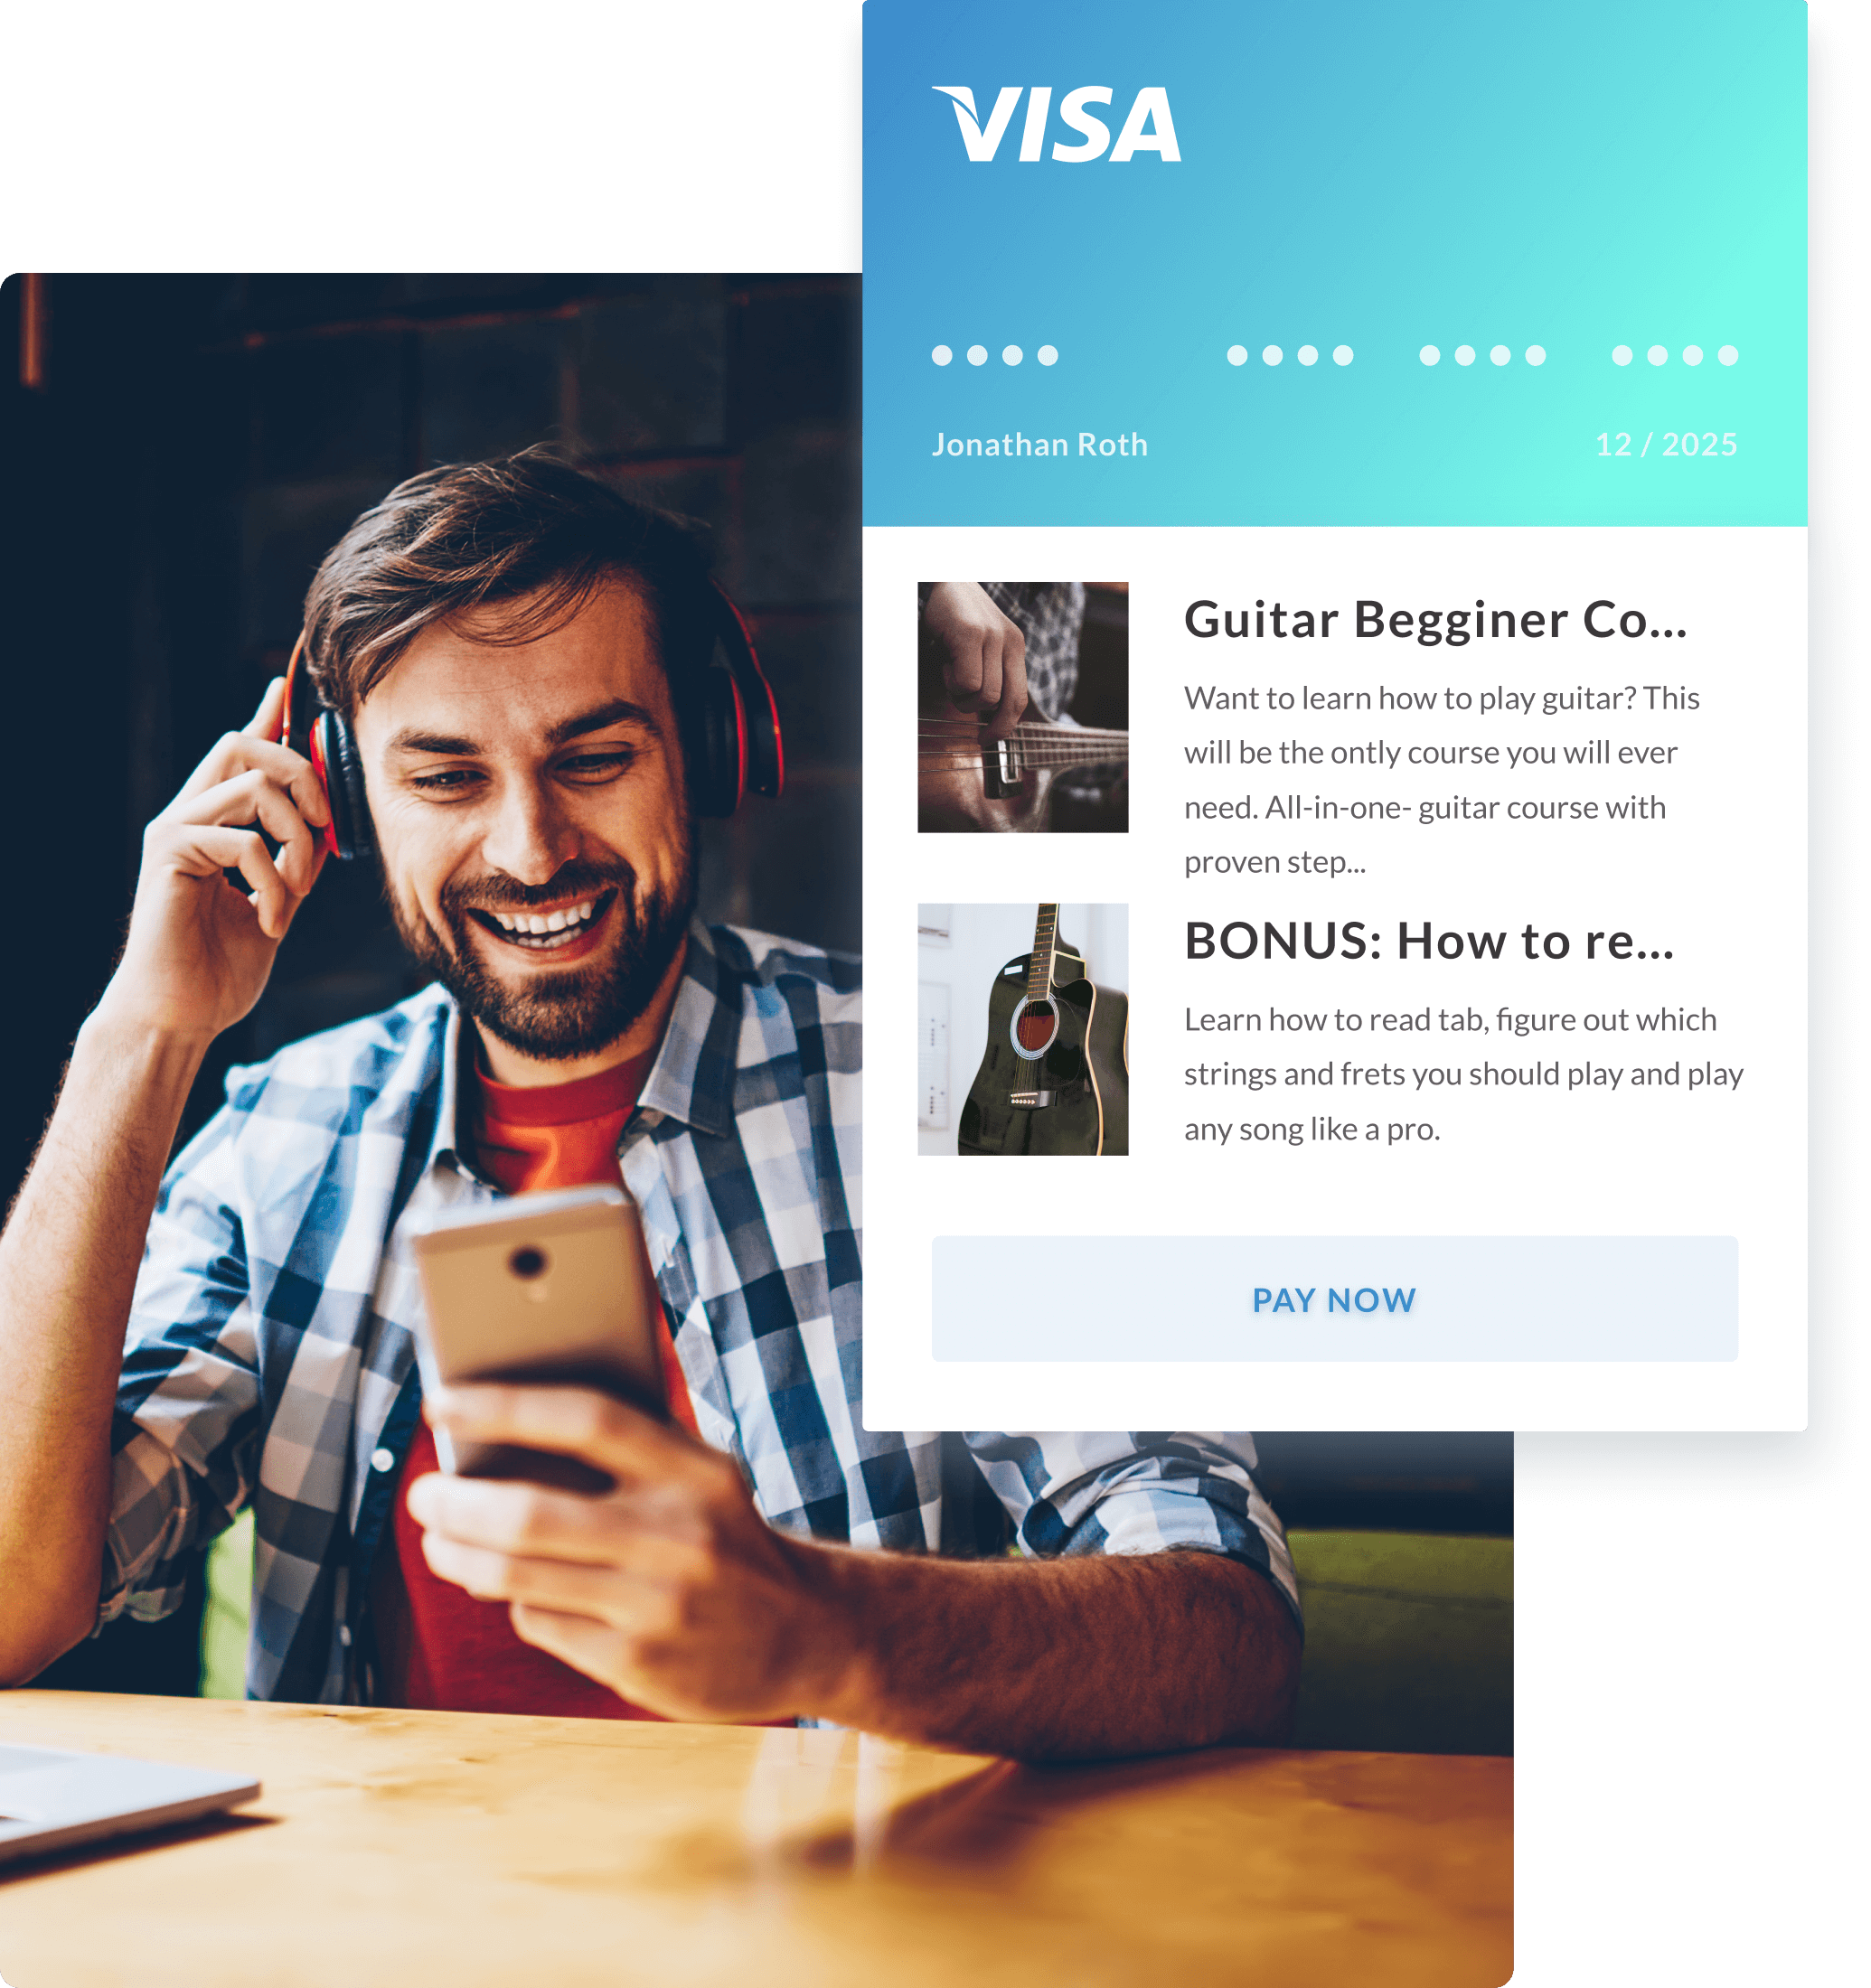 VISA
•••• •••• •••• ••••
Jonathan Roth 12 / 2025
Guitar Begginer Co...
Want to learn how to play guitar? This
will be the ontly course you will ever
need. All-in-one- guitar course with
proven step...
BONUS: How to re...
Learn how to read tab, figure out which
strings and frets you should play and play
any song like a pro.
PAY NOW